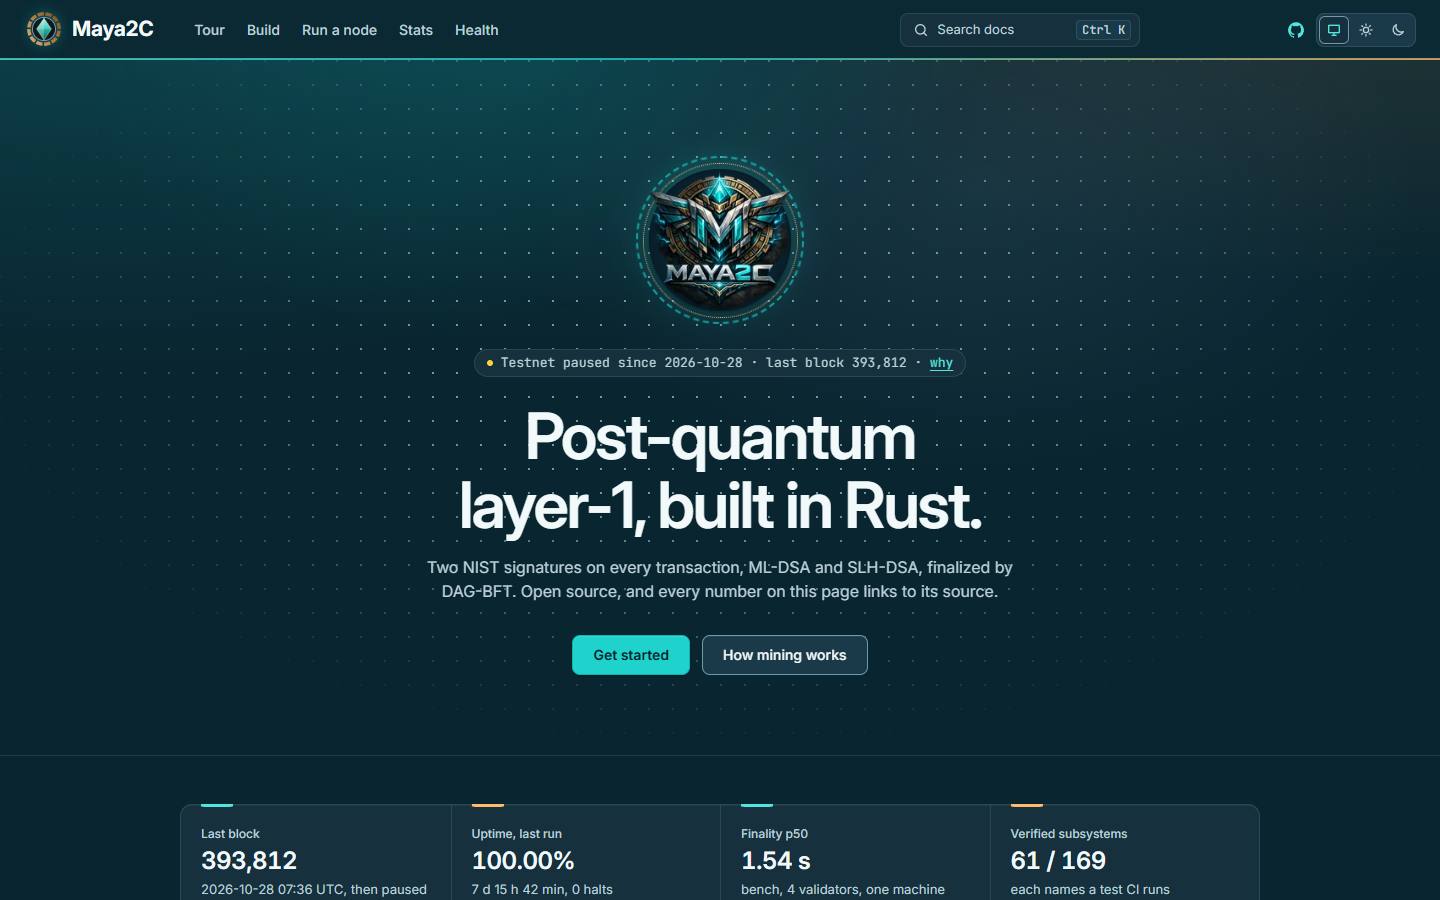 Maya2C
Tour
Build
Run a node
Stats
Health
Search docs
Ctrl K
MAYA2C
Testnet paused since 2026-10-28 · last block 393,812 · why
Post-quantum
layer-1, built in Rust.
Two NIST signatures on every transaction, ML-DSA and SLH-DSA, finalized by
DAG-BFT. Open source, and every number on this page links to its source.
Get started
How mining works
Last block
393,812
2026-10-28 07:36 UTC, then paused
Uptime, last run
100.00%
7 d 15 h 42 min, 0 halts
Finality p50
1.54 s
bench, 4 validators, one machine
Verified subsystems
61 / 169
each names a test CI runs